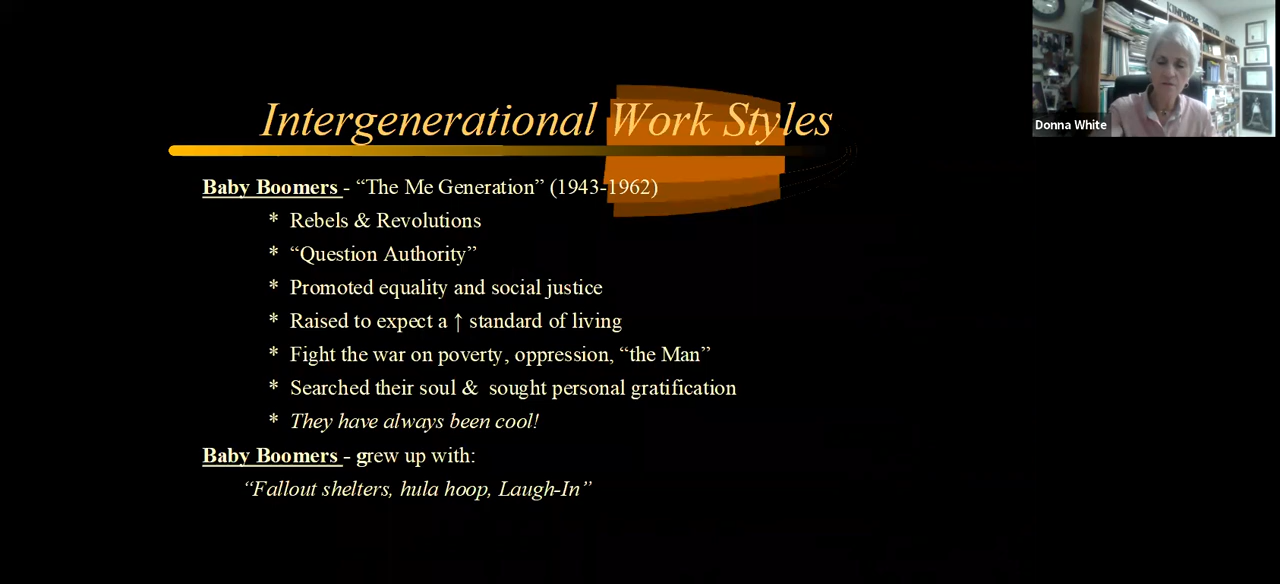 Intergenerational Work Styles
Baby Boomers - “The Me Generation” (1943-1962)
* Rebels & Revolutions
* “Question Authority”
* Promoted equality and social justice
* Raised to expect a ↑ standard of living
* Fight the war on poverty, oppression, “the Man”
* Searched their soul & sought personal gratification
* They have always been cool!
Baby Boomers - grew up with:
“Fallout shelters, hula hoop, Laugh-In”
KINDNESS
Donna White